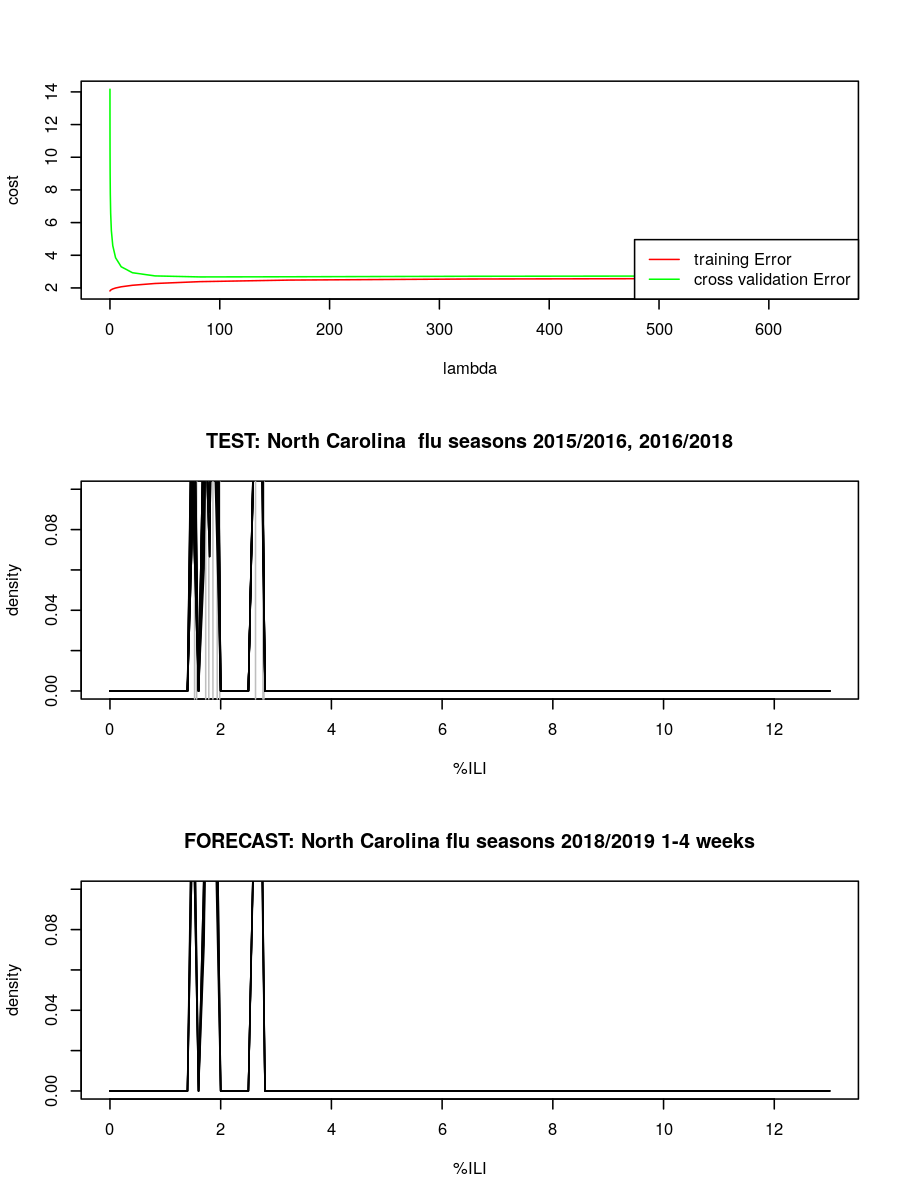 14
12
10
8
6
4
2
cost
training Error
cross validation Error
0 100 200 300 400 500 600
lambda
TEST: North Carolina  flu seasons 2015/2016, 2016/2018
0.08
0.04
0.00
density
0 2 4 6 8 10 12
%ILI
FORECAST: North Carolina flu seasons 2018/2019 1-4 weeks
0.08
0.04
0.00
density
0 2 4 6 8 10 12
%ILI